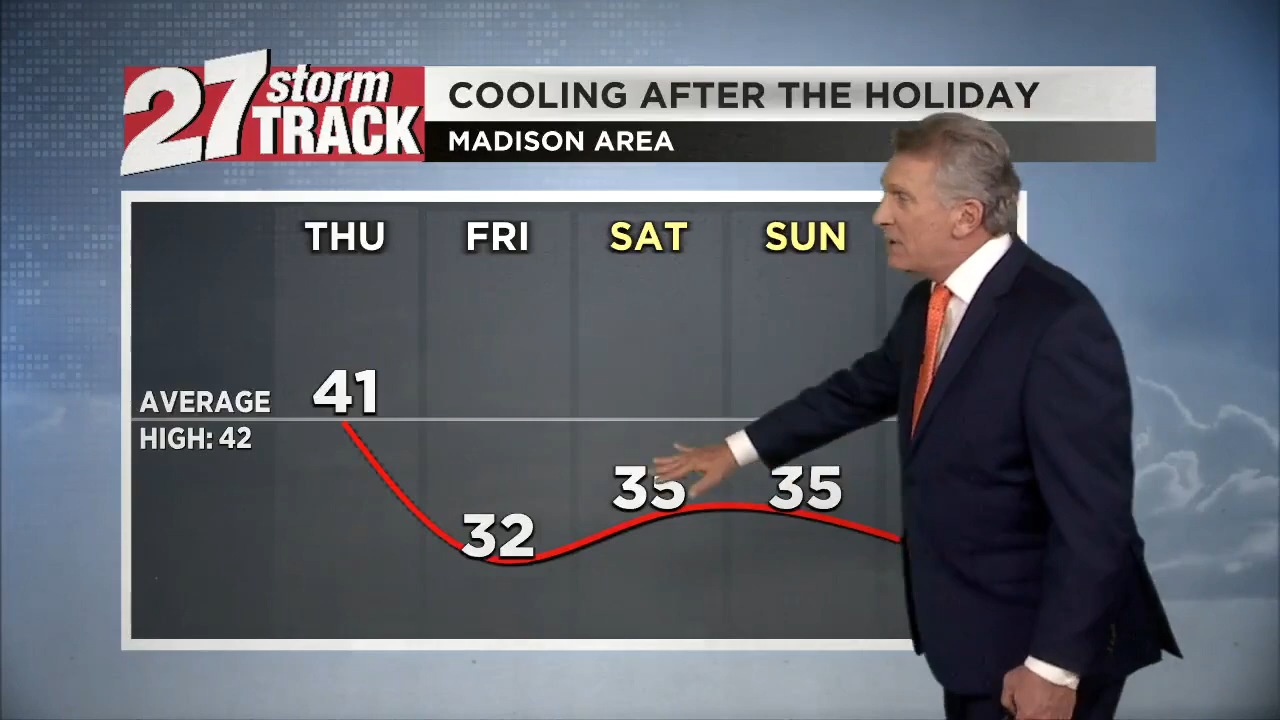 27 storm TRACK
COOLING AFTER THE HOLIDAY
MADISON AREA
THU FRI SAT SUN
41
AVERAGE
HIGH: 42
35 35
32